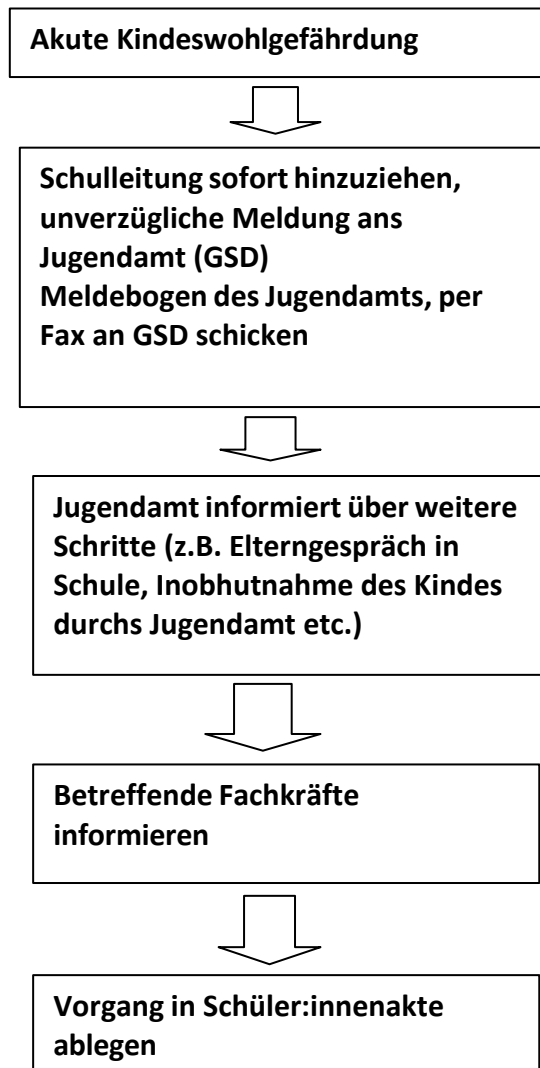 Akute Kindeswohlgefährdung
Schulleitung sofort hinzuziehen,
unverzügliche Meldung ans
Jugendamt (GSD)
Meldebogen des Jugendamts, per
Fax an GSD schicken
Jugendamt informiert über weitere
Schritte (z.B. Elterngespräch in
Schule, Inobhutnahme des Kindes
durchs Jugendamt etc.)
Betreffende Fachkräfte
informieren
Vorgang in Schüler:innenakte
ablegen